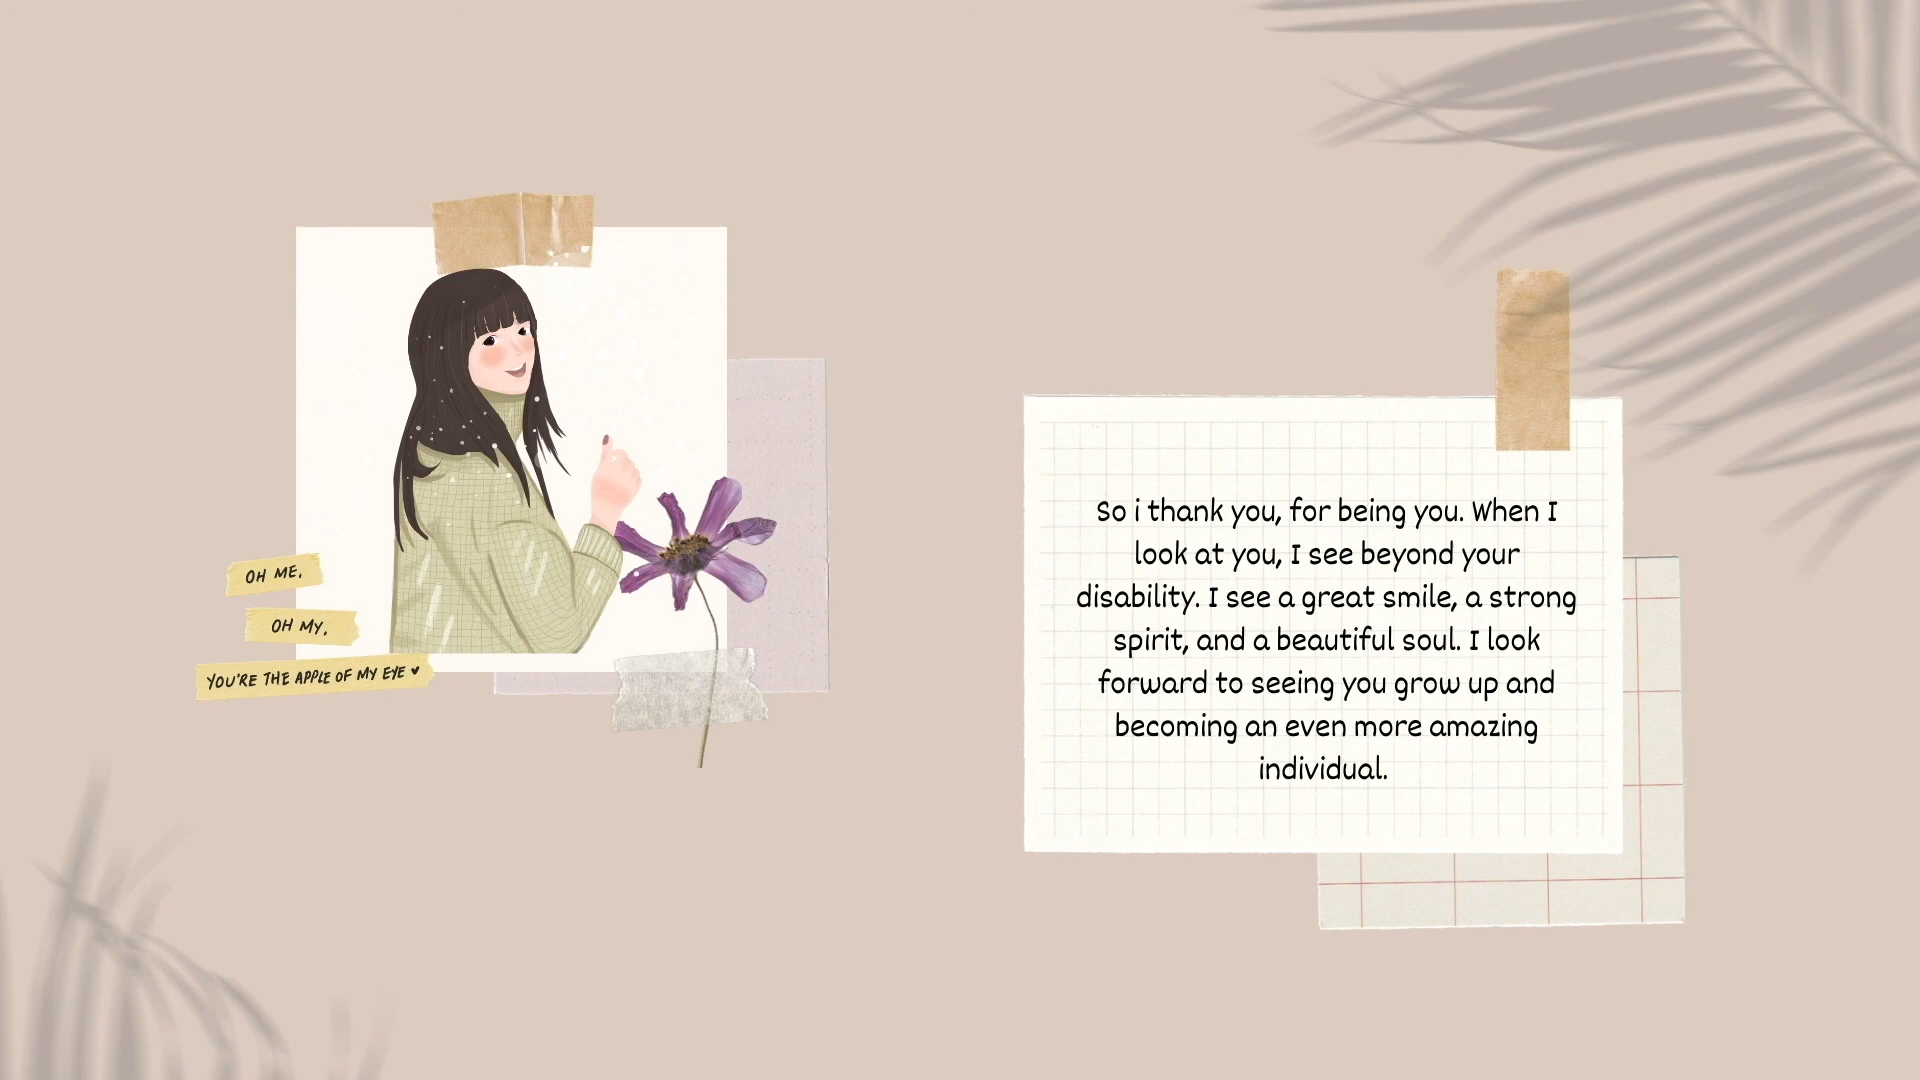 OH ME,
OH MY,
YOU'RE THE APPLE OF MY EYE ♥
So i thank you, for being you. When I
look at you, I see beyond your
disability. I see a great smile, a strong
spirit, and a beautiful soul. I look
forward to seeing you grow up and
becoming an even more amazing
individual.